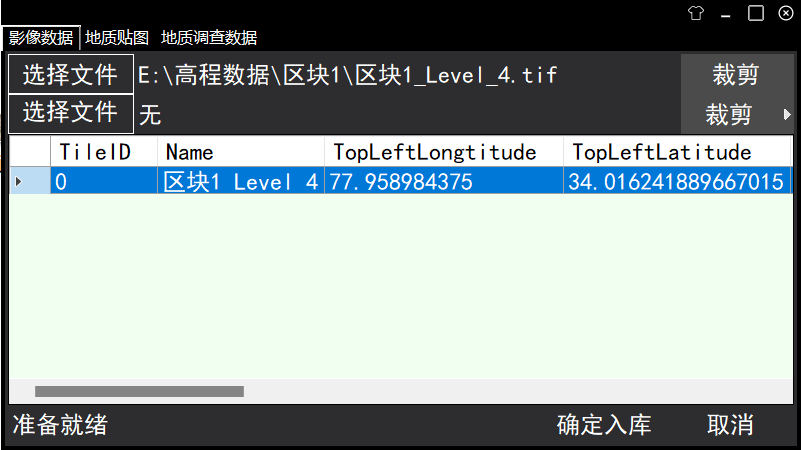 影像数据 地质贴图 地质调查数据
选择文件 E:\高程数据\区块1\区块1_Level_4.tif 裁剪
选择文件 无 裁剪
TileID Name TopLeftLongtitude TopLeftLatitude
0 区块1 Level 4 77.958984375 34.016241889667015
准备就绪 确定入库 取消